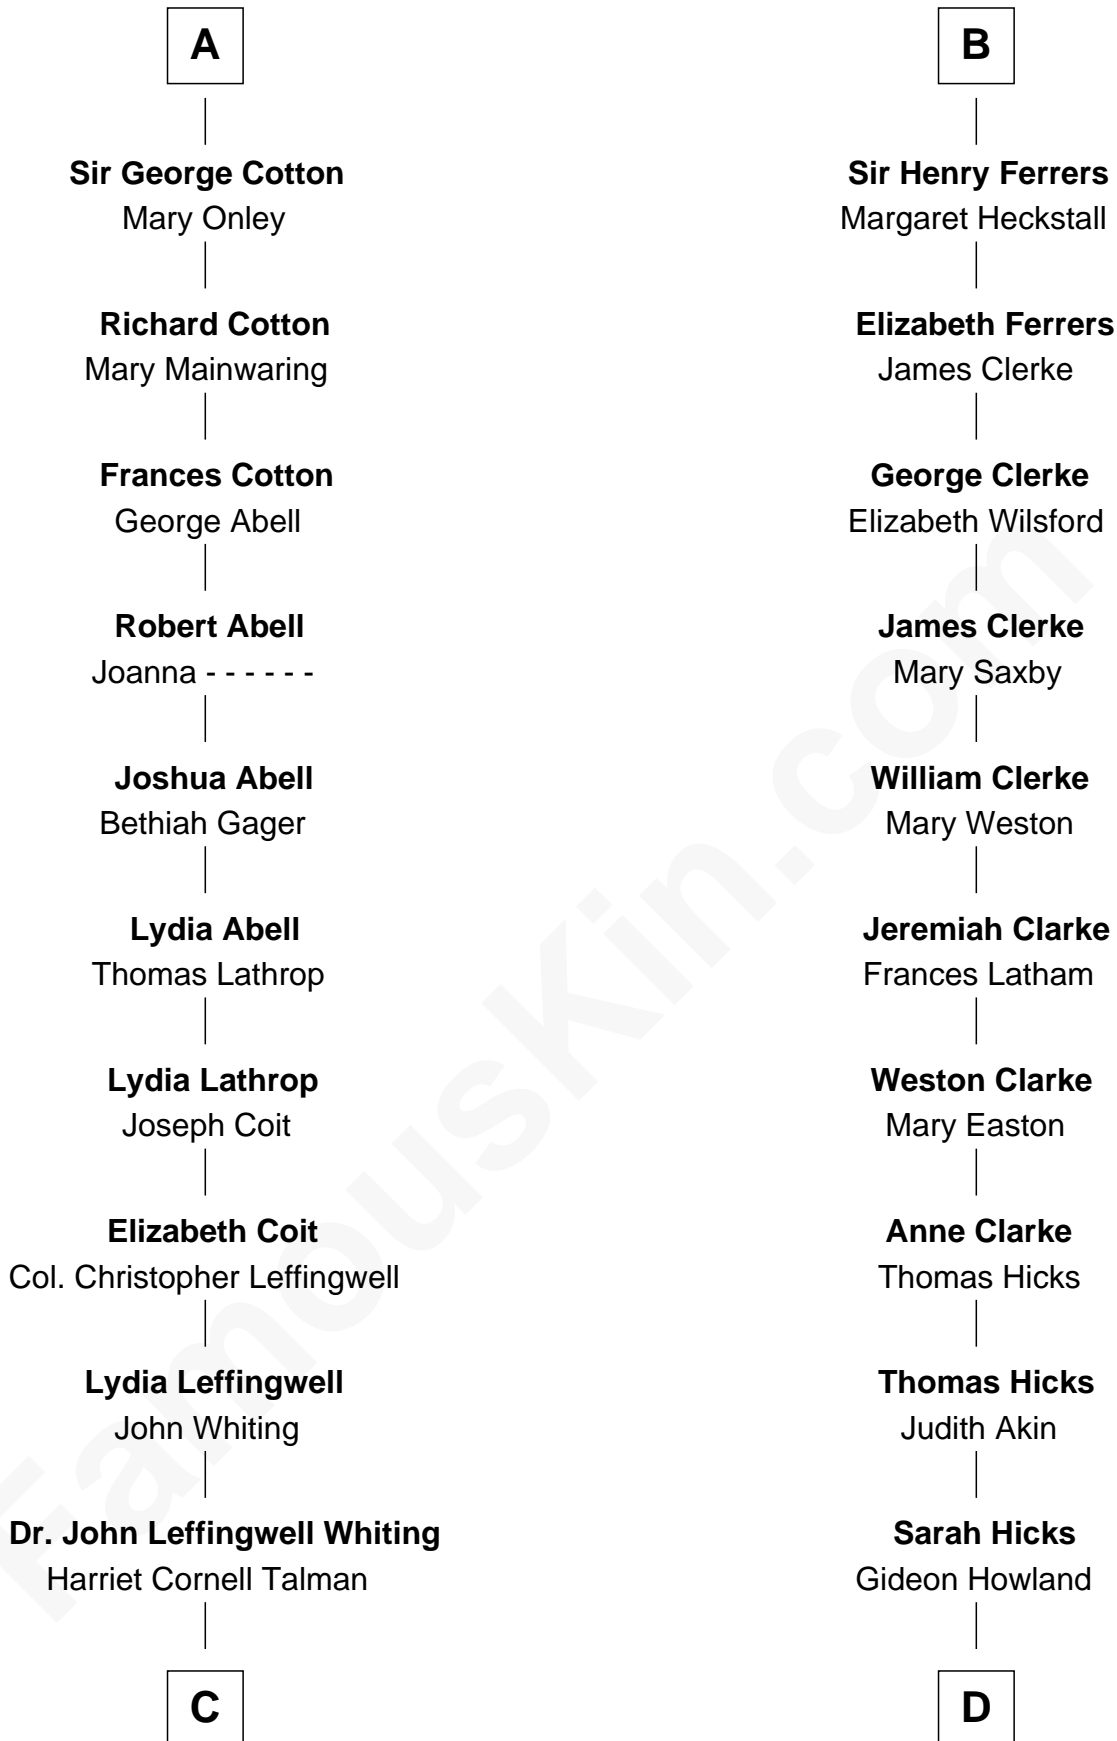 A
Sir George Cotton
Mary Onley
Richard Cotton
Mary Mainwaring
Frances Cotton
George Abell
Robert Abell
Joanna - - - - - -
Joshua Abell
Bethiah Gager
Lydia Abell
Thomas Lathrop
Lydia Lathrop
Joseph Coit
Elizabeth Coit
Col. Christopher Leffingwell
Lydia Leffingwell
John Whiting
Dr. John Leffingwell Whiting
Harriet Cornell Talman
C
B
Sir Henry Ferrers
Margaret Heckstall
Elizabeth Ferrers
James Clerke
George Clerke
Elizabeth Wilsford
James Clerke
Mary Saxby
William Clerke
Mary Weston
Jeremiah Clarke
Frances Latham
Weston Clarke
Mary Easton
Anne Clarke
Thomas Hicks
Thomas Hicks
Judith Akin
Sarah Hicks
Gideon Howland
D
FamousKin.com